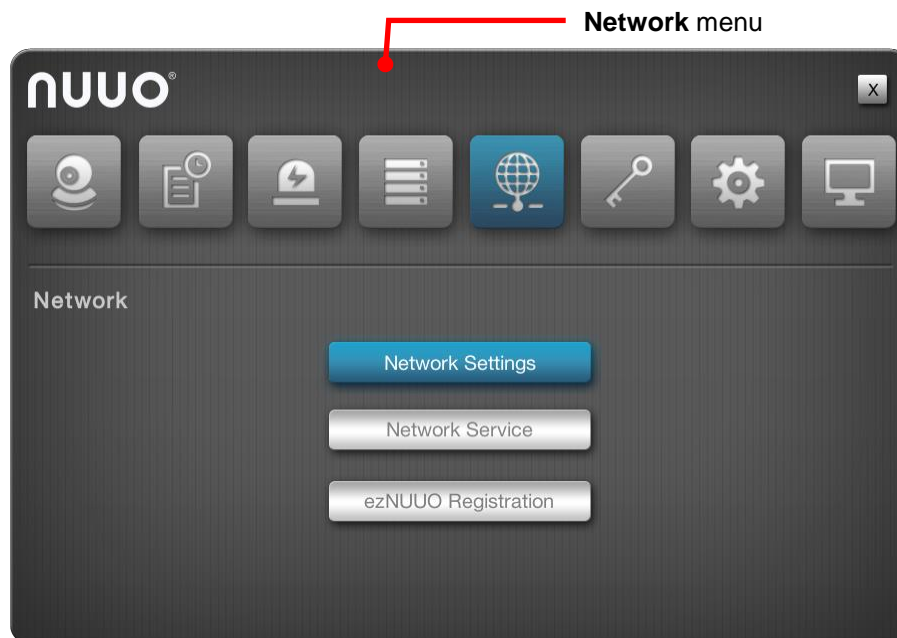 Network menu
nuuo®
X
Network
Network Settings
Network Service
ezNUUO Registration